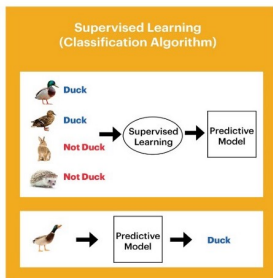 Supervised Learning
(Classification Algorithm)
Duck
Duck
Not Duck
Not Duck
Supervised
Learning
Predictive
Model
Predictive
Model
Duck